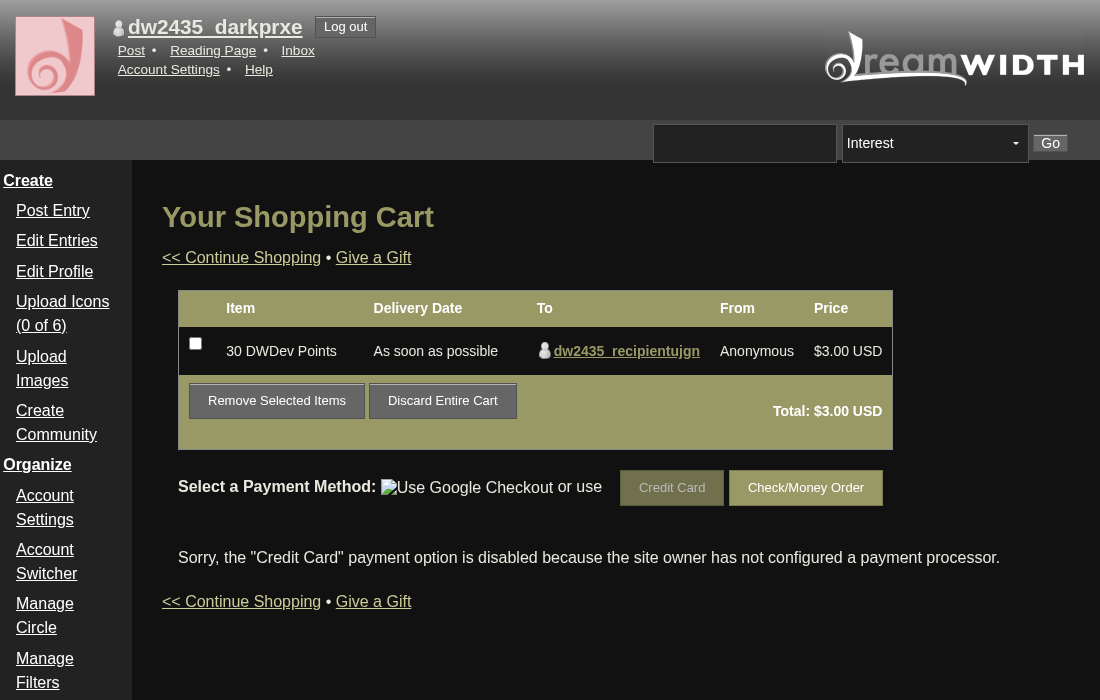 dw2435_darkprxe Log out
Post • Reading Page • Inbox
Account Settings • Help
dreamWIDTH
Interest Go
Create
Post Entry
Edit Entries
Edit Profile
Upload Icons
(0 of 6)
Upload
Images
Create
Community
Organize
Account
Settings
Account
Switcher
Manage
Circle
Manage
Filters
Your Shopping Cart
<< Continue Shopping • Give a Gift
Item Delivery Date To From Price
30 DWDev Points As soon as possible dw2435_recipientujgn Anonymous $3.00 USD
Remove Selected Items Discard Entire Cart
Total: $3.00 USD
Select a Payment Method: Use Google Checkout or use Credit Card Check/Money Order
Sorry, the "Credit Card" payment option is disabled because the site owner has not configured a payment processor.
<< Continue Shopping • Give a Gift